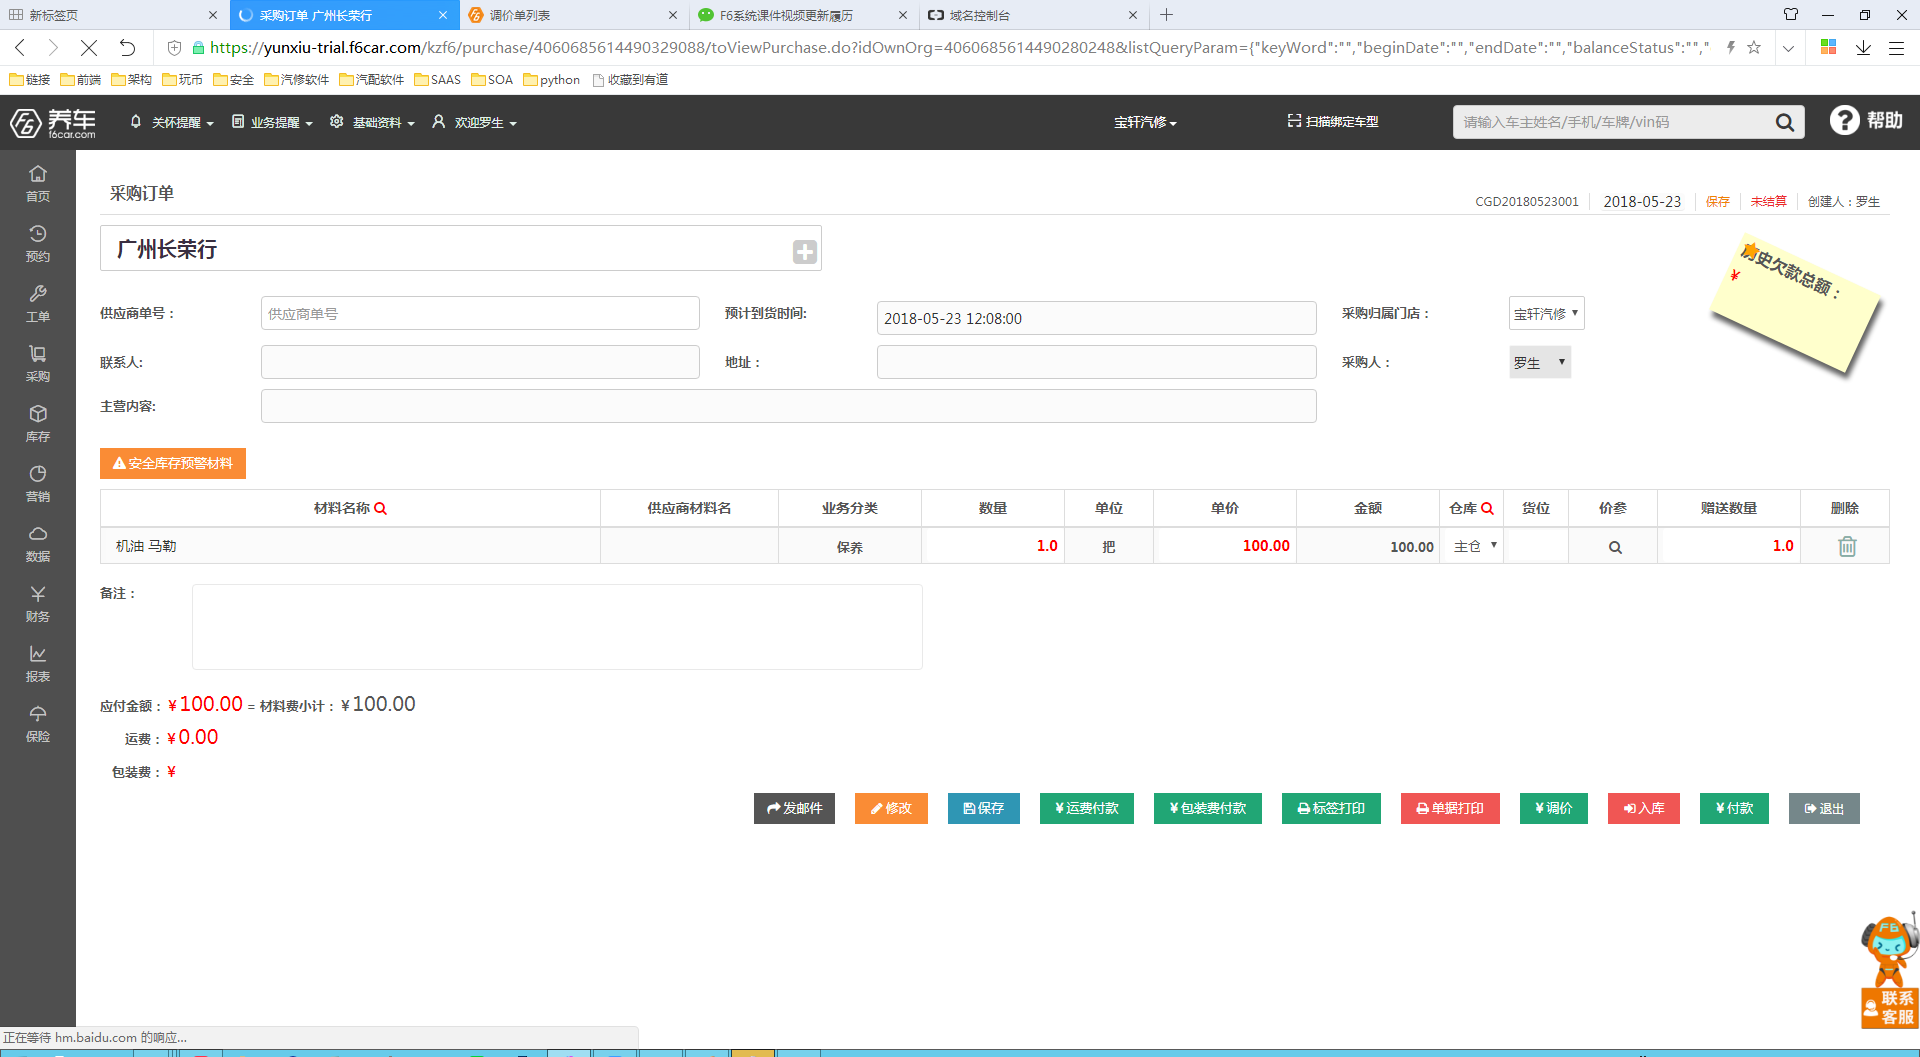 新标签页
采购订单 广州长荣行
调价单列表
F6系统课件视频更新履历
域名控制台
https://yunxiu-trial.f6car.com/kzf6/purchase/4060685614490329088/toViewPurchase.do?idOwnOrg=4060685614490280248&listQueryParam={"keyWord":"","beginDate":"","endDate":"","balanceStatus":"","
链接 前端 架构 玩币 安全 汽修软件 汽配软件 SAAS SOA python 收藏到有道
F6 养车 f6car.com
关怀提醒 业务提醒 基础资料 欢迎罗生 宝轩汽修 扫描绑定车型 请输入车主姓名/手机/车牌/vin码 帮助
首页
预约
工单
采购
库存
营销
数据
财务
报表
保险
采购订单
CGD20180523001 2018-05-23 保存 未结算 创建人：罗生
广州长荣行
历史欠款总额：
¥
供应商单号： 供应商单号 预计到货时间: 2018-05-23 12:08:00 采购归属门店： 宝轩汽修
联系人: 地址： 采购人： 罗生
主营内容:
安全库存预警材料
材料名称 供应商材料名 业务分类 数量 单位 单价 金额 仓库 货位 价参 赠送数量 删除
机油 马勒 保养 1.0 把 100.00 100.00 主仓 1.0
备注：
应付金额：¥100.00 = 材料费小计：¥100.00
运费：¥0.00
包装费：¥
发邮件 修改 保存 ¥运费付款 ¥包装费付款 标签打印 单据打印 ¥调价 入库 ¥付款 退出
F6
联系
客服
正在等待 hm.baidu.com 的响应...